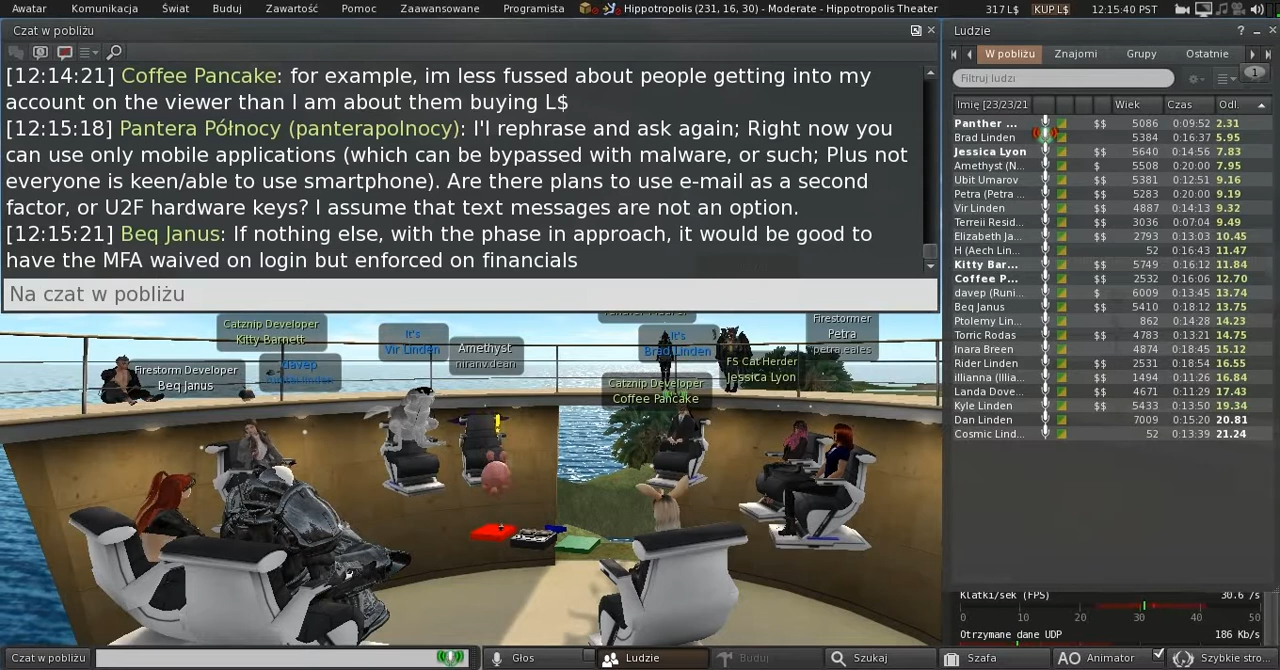 Awatar Komunikacja Świat Buduj Zawartość Pomoc Zaawansowane Programista Hippotropolis (231, 16, 30) - Moderate - Hippotropolis Theater 317 L$ KUP L$ 12:15:40 PST
Czat w pobliżu
[12:14:21] Coffee Pancake: for example, im less fussed about people getting into my
account on the viewer than I am about them buying L$
[12:15:18] Pantera Północy (panterapolnocy): I'l rephrase and ask again; Right now you
can use only mobile applications (which can be bypassed with malware, or such; Plus not
everyone is keen/able to use smartphone). Are there plans to use e-mail as a second
factor, or U2F hardware keys? I assume that text messages are not an option.
[12:15:21] Beq Janus: If nothing else, with the phase in approach, it would be good to
have the MFA waived on login but enforced on financials
Na czat w pobliżu
Catznip Developer
Kitty Barnett
It's
Vir Linden
Amethyst
davep
Firestorm Developer
Beq Janus
It's
Brad Linden
Firestormer
Petra
petra.eales
FS Cat Herder
Jessica Lyon
Catznip Developer
Coffee Pancake
Ludzie
W pobliżu Znajomi Grupy Ostatnie
Filtruj ludzi
1
Imię [23/23/21 Wiek Czas Odl.
Panther ... $$ 5086 0:09:52 2.31
Brad Linden 5384 0:16:37 5.95
Jessica Lyon $$ 5640 0:14:56 7.83
Amethyst (N... $ 5508 0:20:00 7.95
Ubit Umarov $$ 5381 0:12:51 9.16
Petra (Petra ... $$ 5283 0:20:00 9.19
Vir Linden $$ 4887 0:14:13 9.32
Terreii Resid... $$ 3036 0:07:04 9.49
Elizabeth Ja... $$ 2793 0:13:03 10.45
H (Aech Lin... 52 0:16:43 11.47
Kitty Bar... $$ 5749 0:16:12 11.84
Coffee P... $$ 2532 0:16:06 12.70
davep (Runi... $ 6009 0:13:45 13.74
Beq Janus $$ 5410 0:18:12 13.75
Ptolemy Lin... 862 0:14:28 14.23
Torric Rodas $$ 4783 0:13:21 14.75
Inara Breen 4874 0:18:45 15.12
Rider Linden $$ 2531 0:18:54 16.55
illianna (Illia... $$ 1494 0:11:26 16.84
Landa Dove... $$ 4671 0:11:29 17.43
Kyle Linden $$ 5433 0:13:50 19.34
Dan Linden 7009 0:15:20 20.81
Cosmic Lind... 52 0:13:39 21.24
Klatki/sek (FPS) 30.6 /s
0 10 20 30 40 50
Otrzymane dane UDP 186 Kb/s
Czat w pobliżu Głos Ludzie Buduj Szukaj Szafa AO Animator Szybkie stro...